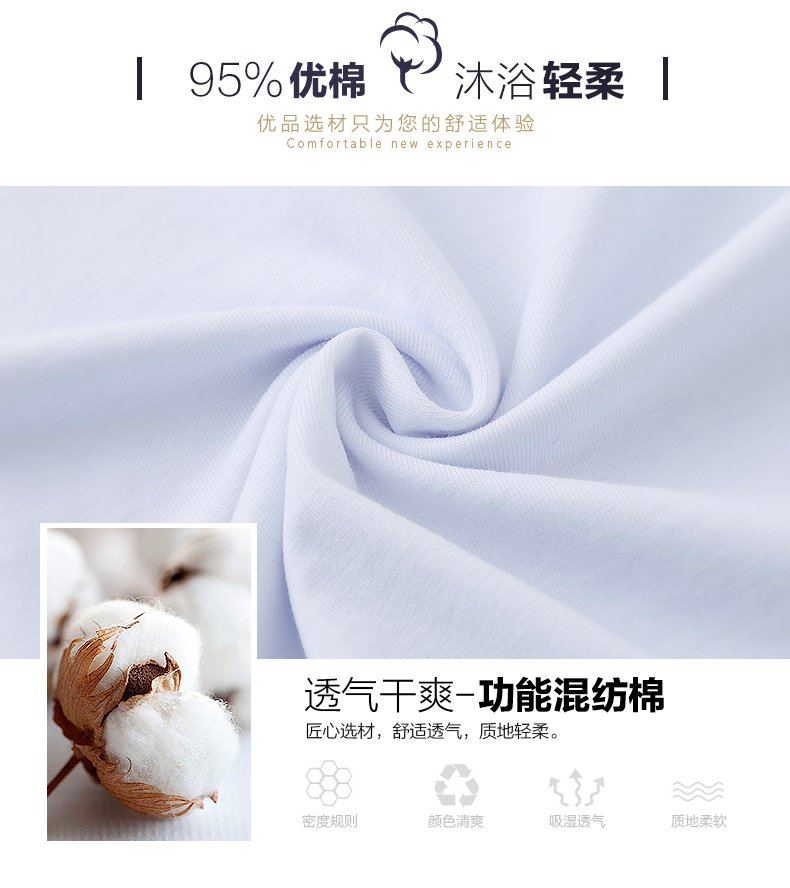 95%优棉 沐浴轻柔
优品选材只为您的舒适体验
Comfortable new experience
透气干爽-功能混纺棉
匠心选材，舒适透气，质地轻柔。
密度规则 颜色清爽 吸湿透气 质地柔软